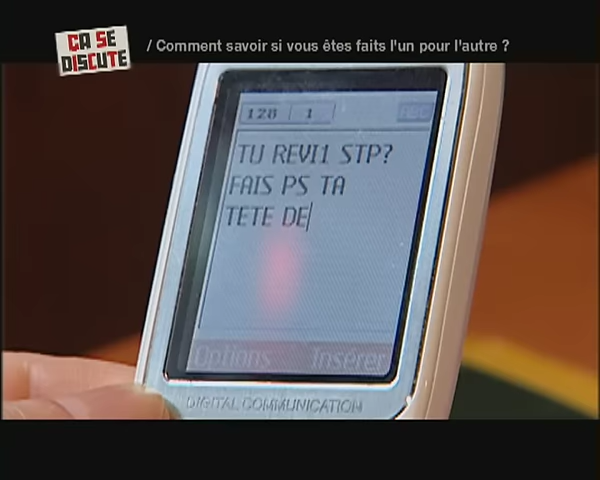 ÇA SE
DISCUTE
/ Comment savoir si vous êtes faits l'un pour l'autre ?
128 1
TU REVI1 STP?
FAIS PS TA
TETE DE
Options Insérer
DIGITAL COMMUNICATION